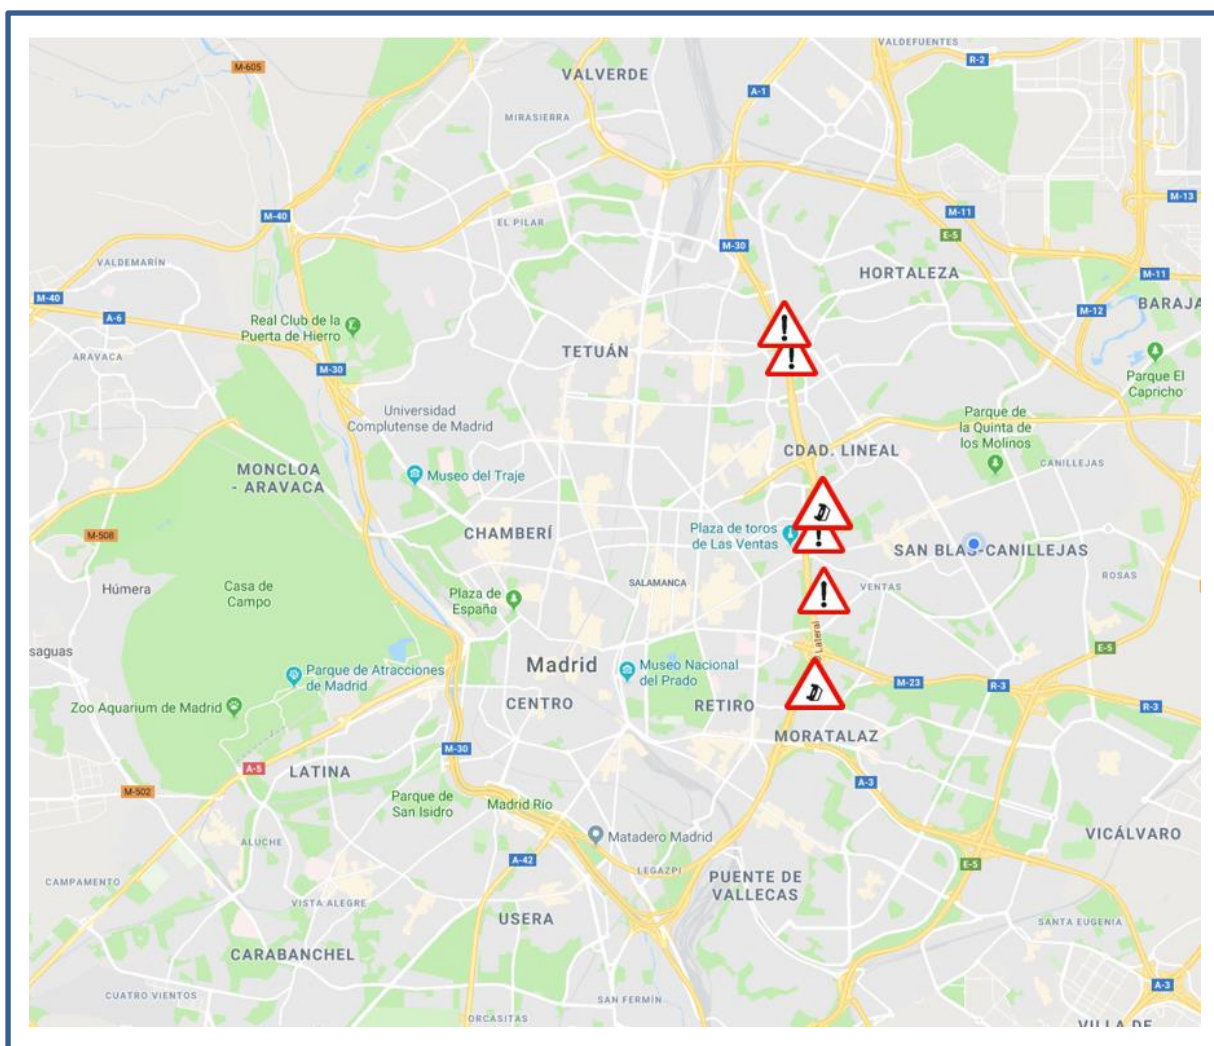 VALDEFUENTES
M-605
R-2
VALVERDE
A-1
MIRASIERRA
M-13
M-40
M-11
EL PILAR
E-5
M-30
VALDEMARÍN
HORTALEZA
M-11
M-40
BARAJA
A-6
M-12
Real Club de la
Puerta de Hierro
ARAVACA
TETUÁN
!
!
M-30
Parque El
Capricho
Universidad
Complutense de Madrid
Parque de
la Quinta de
los Molinos
CDAD. LINEAL
CANILLEJAS
MONCLOA
- ARAVACA
Museo del Traje
CHAMBERÍ
Plaza de toros
de Las Ventas
M-508
!
SAN BLAS-CANILLEJAS
ROSAS
Húmera
Casa de
Campo
SALAMANCA
VENTAS
Plaza de
España
!
Lateral
saguas
Madrid
E-5
Parque de Atracciones
de Madrid
Museo Nacional
del Prado
M-23
R-3
Zoo Aquarium de Madrid
CENTRO
RETIRO
R-3
MORATALAZ
M-30
A-5
LATINA
A-3
M-502
Parque de
San Isidro
Madrid Río
Matadero Madrid
VICÁLVARO
ALUCHE
A-42
E-5
LEGAZPI
CAMPAMENTO
PUENTE DE
VALLECAS
VISTA ALEGRE
USERA
SANTA EUGENIA
CARABANCHEL
A-3
CUATRO VIENTOS
SAN FERMÍN
ORCASITAS
VILLA DE